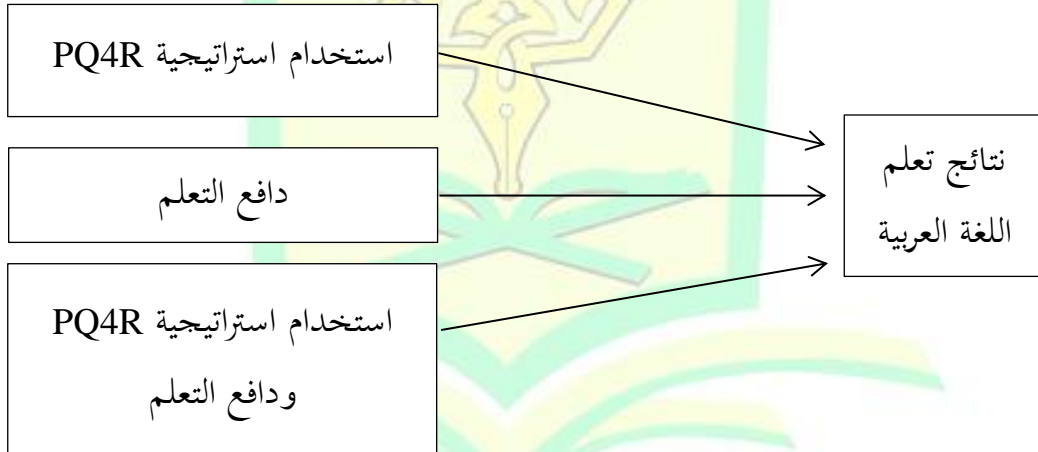 استخدام استراتيجية PQ4R
دافع التعلم
استخدام استراتيجية PQ4R
ودافع التعلم
نتائج تعلم
اللغة العربية